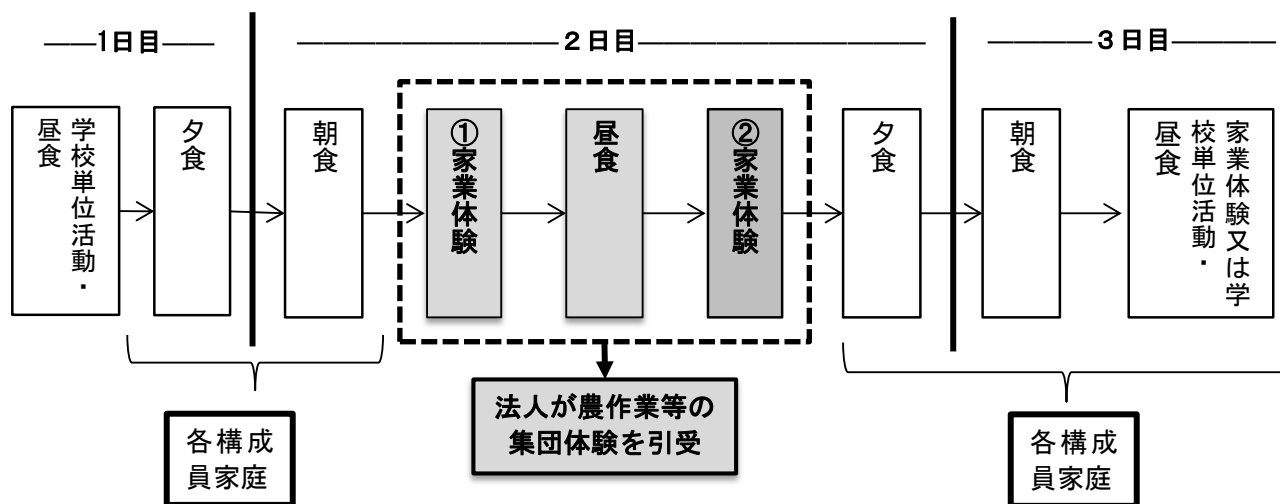 1日目
2日目
3日目
学校単位活動・
昼食
夕食
朝食
①家業体験
昼食
②家業体験
夕食
朝食
家業体験又は学
校単位活動・
昼食
法人が農作業等の
集団体験を引受
各構成
員家庭
各構成
員家庭